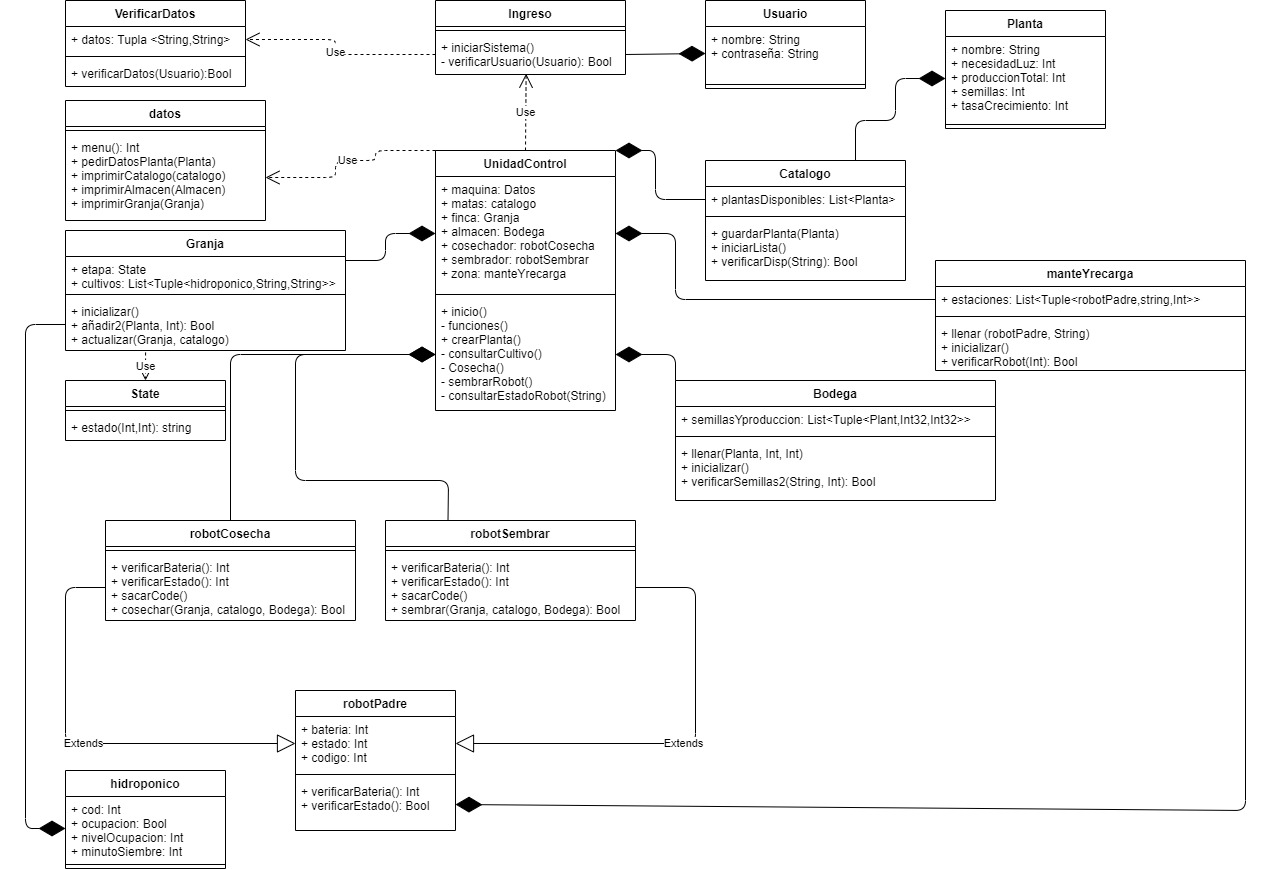 VerificarDatos
+ datos: Tupla <String,String>
+ verificarDatos(Usuario):Bool
Use
Ingreso
+ iniciarSistema()
- verificarUsuario(Usuario): Bool
Usuario
+ nombre: String
+ contraseña: String
Planta
+ nombre: String
+ necesidadLuz: Int
+ produccionTotal: Int
+ semillas: Int
+ tasaCrecimiento: Int
datos
+ menu(): Int
+ pedirDatosPlanta(Planta)
+ imprimirCatalogo(catalogo)
+ imprimirAlmacen(Almacen)
+ imprimirGranja(Granja)
Use
Use
UnidadControl
+ maquina: Datos
+ matas: catalogo
+ finca: Granja
+ almacen: Bodega
+ cosechador: robotCosecha
+ sembrador: robotSembrar
+ zona: manteYrecarga
+ inicio()
- funciones()
+ crearPlanta()
- consultarCultivo()
- Cosecha()
- sembrarRobot()
- consultarEstadoRobot(String)
Catalogo
+ plantasDisponibles: List<Planta>
+ guardarPlanta(Planta)
+ iniciarLista()
+ verificarDisp(String): Bool
Granja
+ etapa: State
+ cultivos: List<Tuple<hidroponico,String,String>>
+ inicializar()
+ añadir2(Planta, Int): Bool
+ actualizar(Granja, catalogo)
manteYrecarga
+ estaciones: List<Tuple<robotPadre,string,Int>>
+ llenar (robotPadre, String)
+ inicializar()
+ verificarRobot(Int): Bool
Use
State
+ estado(Int,Int): string
Bodega
+ semillasYproduccion: List<Tuple<Plant,Int32,Int32>>
+ llenar(Planta, Int, Int)
+ inicializar()
+ verificarSemillas2(String, Int): Bool
robotCosecha
+ verificarBateria(): Int
+ verificarEstado(): Int
+ sacarCode()
+ cosechar(Granja, catalogo, Bodega): Bool
robotSembrar
+ verificarBateria(): Int
+ verificarEstado(): Int
+ sacarCode()
+ sembrar(Granja, catalogo, Bodega): Bool
robotPadre
+ bateria: Int
+ estado: Int
+ codigo: Int
+ verificarBateria(): Int
+ verificarEstado(): Bool
Extends
Extends
hidroponico
+ cod: Int
+ ocupacion: Bool
+ nivelOcupacion: Int
+ minutoSiembre: Int